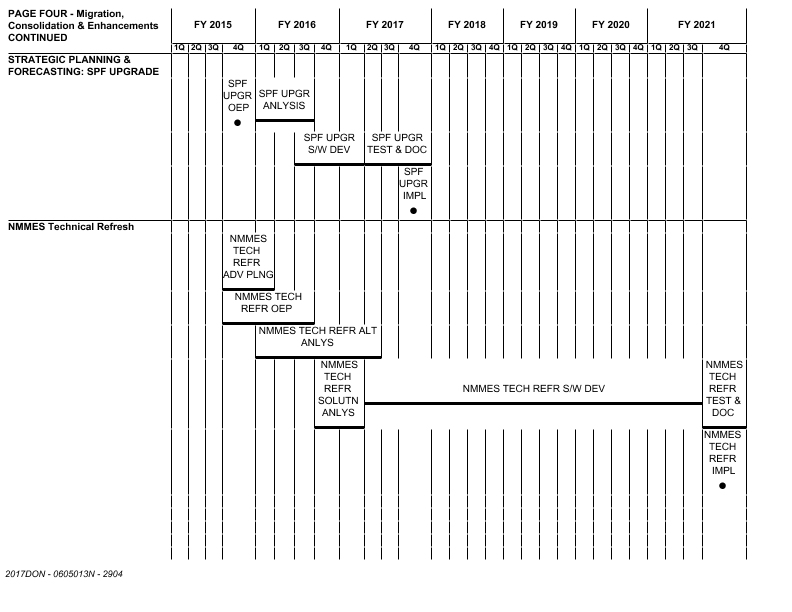 PAGE FOUR - Migration,
Consolidation & Enhancements
CONTINUED
FY 2015 FY 2016 FY 2017 FY 2018 FY 2019 FY 2020 FY 2021
1Q 2Q 3Q 4Q 1Q 2Q 3Q 4Q 1Q 2Q 3Q 4Q 1Q 2Q 3Q 4Q 1Q 2Q 3Q 4Q 1Q 2Q 3Q 4Q 1Q 2Q 3Q 4Q
STRATEGIC PLANNING &
FORECASTING: SPF UPGRADE
SPF
UPGR
OEP
SPF UPGR
ANLYSIS
SPF UPGR
S/W DEV
SPF UPGR
TEST & DOC
SPF
UPGR
IMPL
NMMES Technical Refresh
NMMES
TECH
REFR
ADV PLNG
NMMES TECH
REFR OEP
NMMES TECH REFR ALT
ANLYS
NMMES
TECH
REFR
SOLUTN
ANLYS
NMMES TECH REFR S/W DEV
NMMES
TECH
REFR
TEST &
DOC
NMMES
TECH
REFR
IMPL
2017DON - 0605013N - 2904